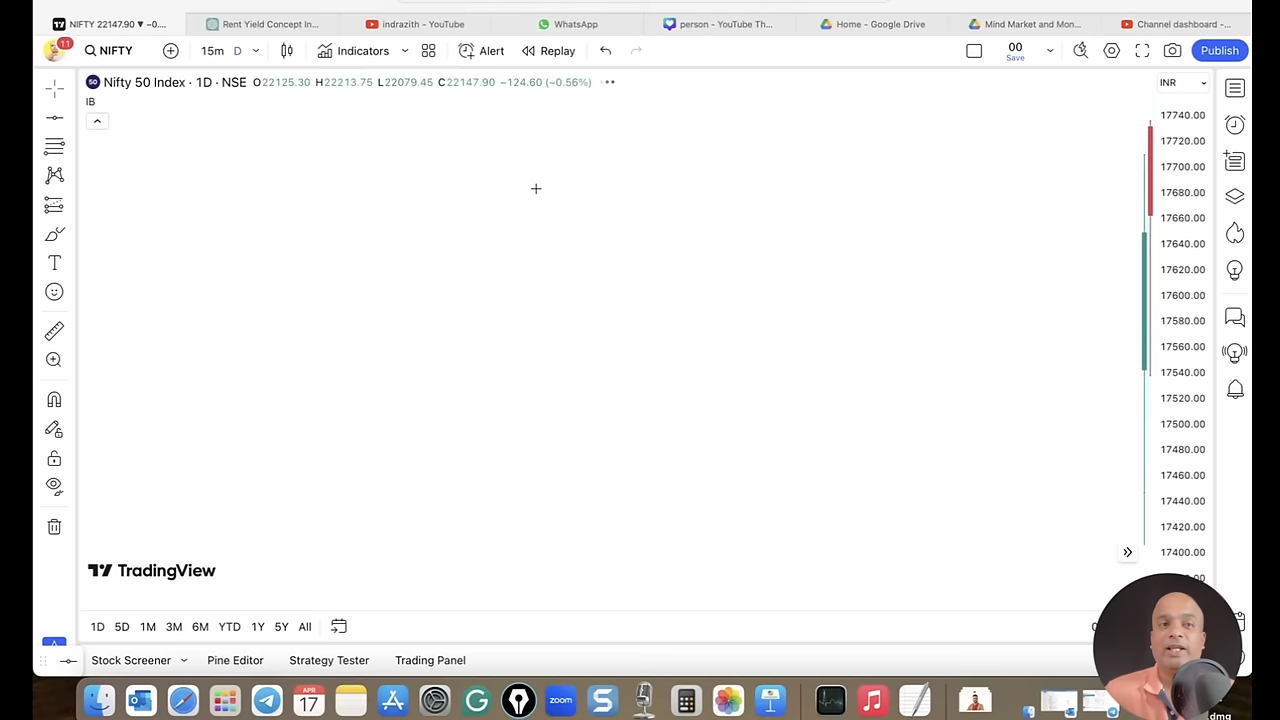 NIFTY 22147.90 ▼ −0....
Rent Yield Concept In...
indrazith - YouTube
WhatsApp
person - YouTube Th...
Home - Google Drive
Mind Market and Mon...
Channel dashboard -...
11
NIFTY
15m
D
Indicators
Alert
Replay
00
Save
Publish
50
Nifty 50 Index · 1D · NSE O22125.30 H22213.75 L22079.45 C22147.90 −124.60 (−0.56%)
INR
IB
17740.00
17720.00
17700.00
17680.00
17660.00
17640.00
17620.00
17600.00
17580.00
17560.00
17540.00
17520.00
17500.00
17480.00
17460.00
17440.00
17420.00
17400.00
TradingView
1D 5D 1M 3M 6M YTD 1Y 5Y All
Stock Screener Pine Editor Strategy Tester Trading Panel
APR
17
zoom
.dmg